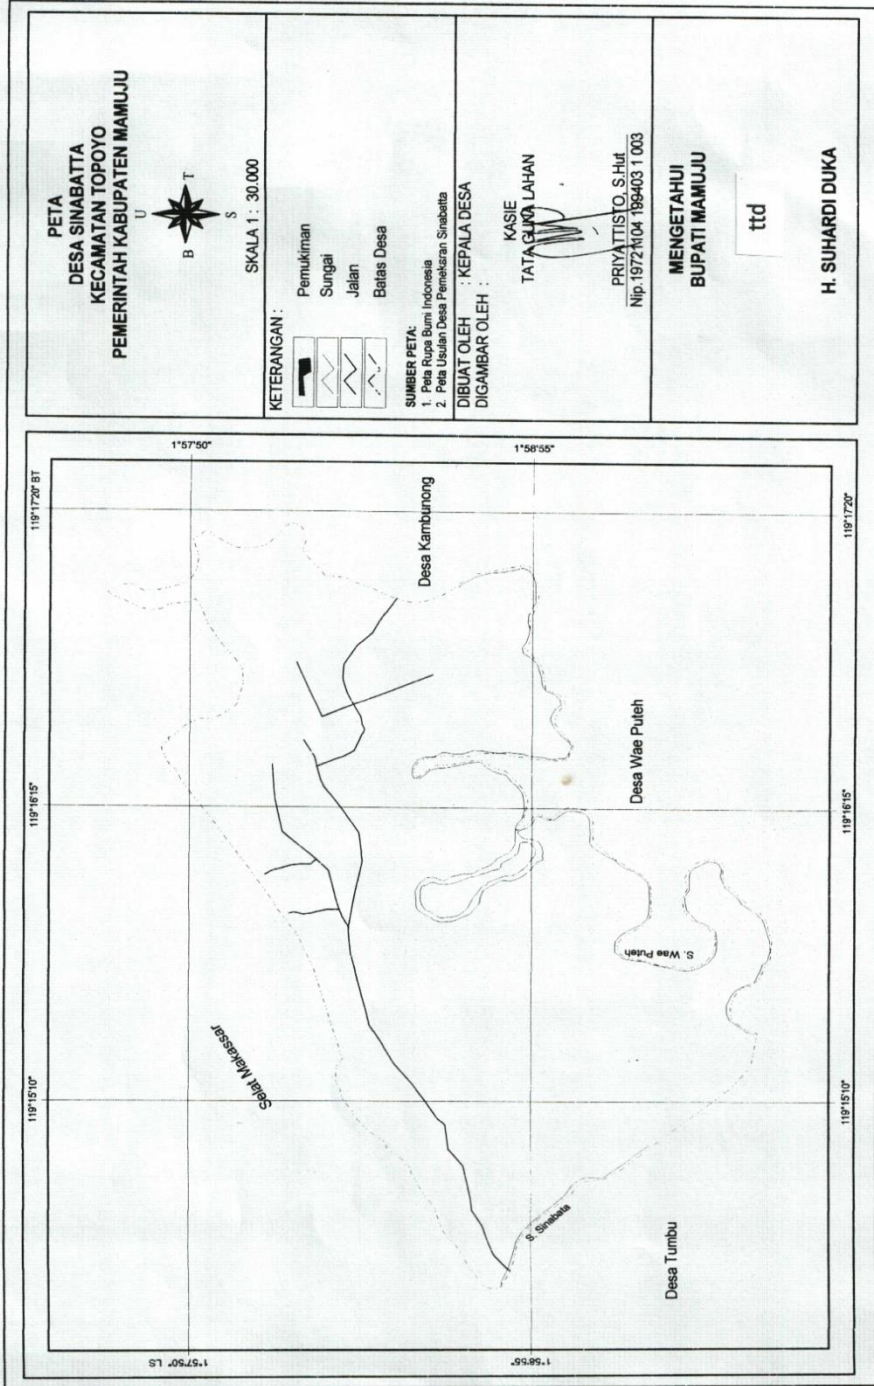 PETA
DESA SINABATTA
KECAMATAN TOPOYO
PEMERINTAH KABUPATEN MAMUJU
U
B
T
S
SKALA 1 : 30.000
KETERANGAN :
Pemukiman
Sungai
Jalan
Batas Desa
SUMBER PETA:
1. Peta Rupa Bumi Indonesia
2. Peta Usulan Desa Pemekaran Sinabatta
DIBUAT OLEH : KEPALA DESA
DIGAMBAR OLEH :
KASIE
TATAGUNA LAHAN
PRIYATTISTO, S.Hut
Nip.19721104 199403 1 003
MENGETAHUI
BUPATI MAMUJU
ttd
H. SUHARDI DUKA
119°15'10"
119°16'15"
119°17'20" BT
1°57'50" LS
1°57'50"
Selat Makassar
Desa Kambunong
1°58'55"
1°58'55"
S. Sinabata
Desa Wae Puteh
S. Wae Puteh
Desa Tumbu
119°15'10"
119°16'15"
119°17'20"